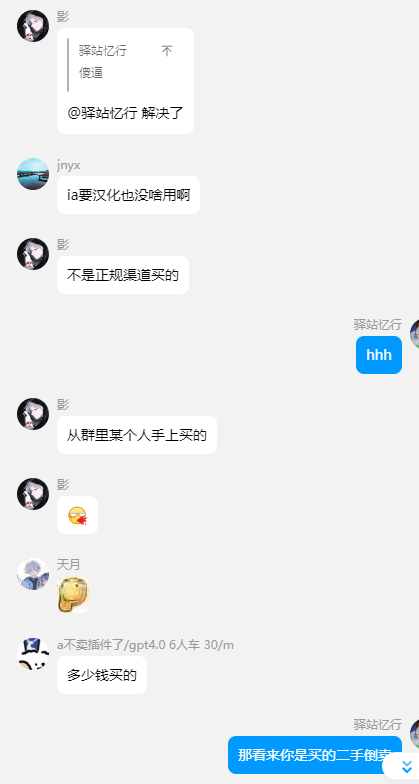 影
驿站忆行 不
傻逼
@驿站忆行 解决了
jnyx
ia要汉化也没啥用啊
影
不是正规渠道买的
驿站忆行
hhh
影
从群里某个人手上买的
影
天月
a不卖插件了/gpt4.0 6人车 30/m
多少钱买的
驿站忆行
那看来你是买的二手倒卖